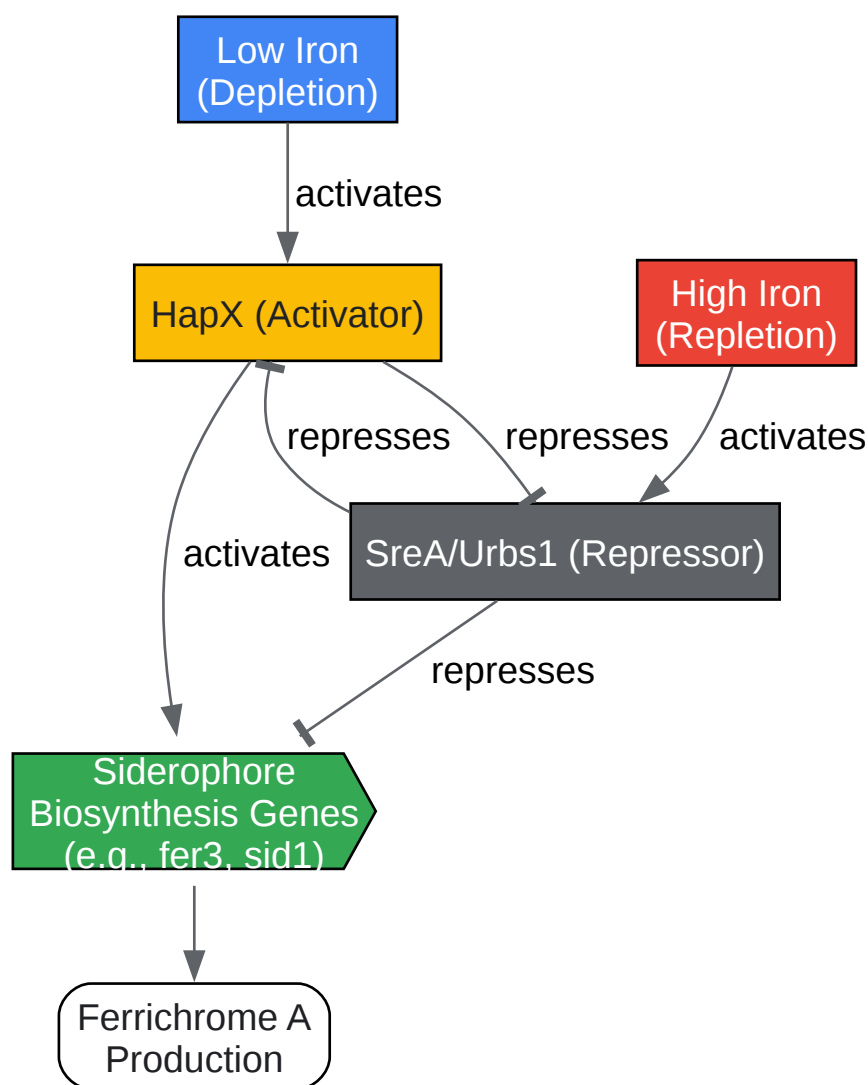 Low Iron
(Depletion)
activates
HapX (Activator)
High Iron
(Repletion)
represses
represses
activates
activates
SreA/Urbs1 (Repressor)
represses
Siderophore
Biosynthesis Genes
(e.g., fer3, sid1)
Ferrichrome A
Production